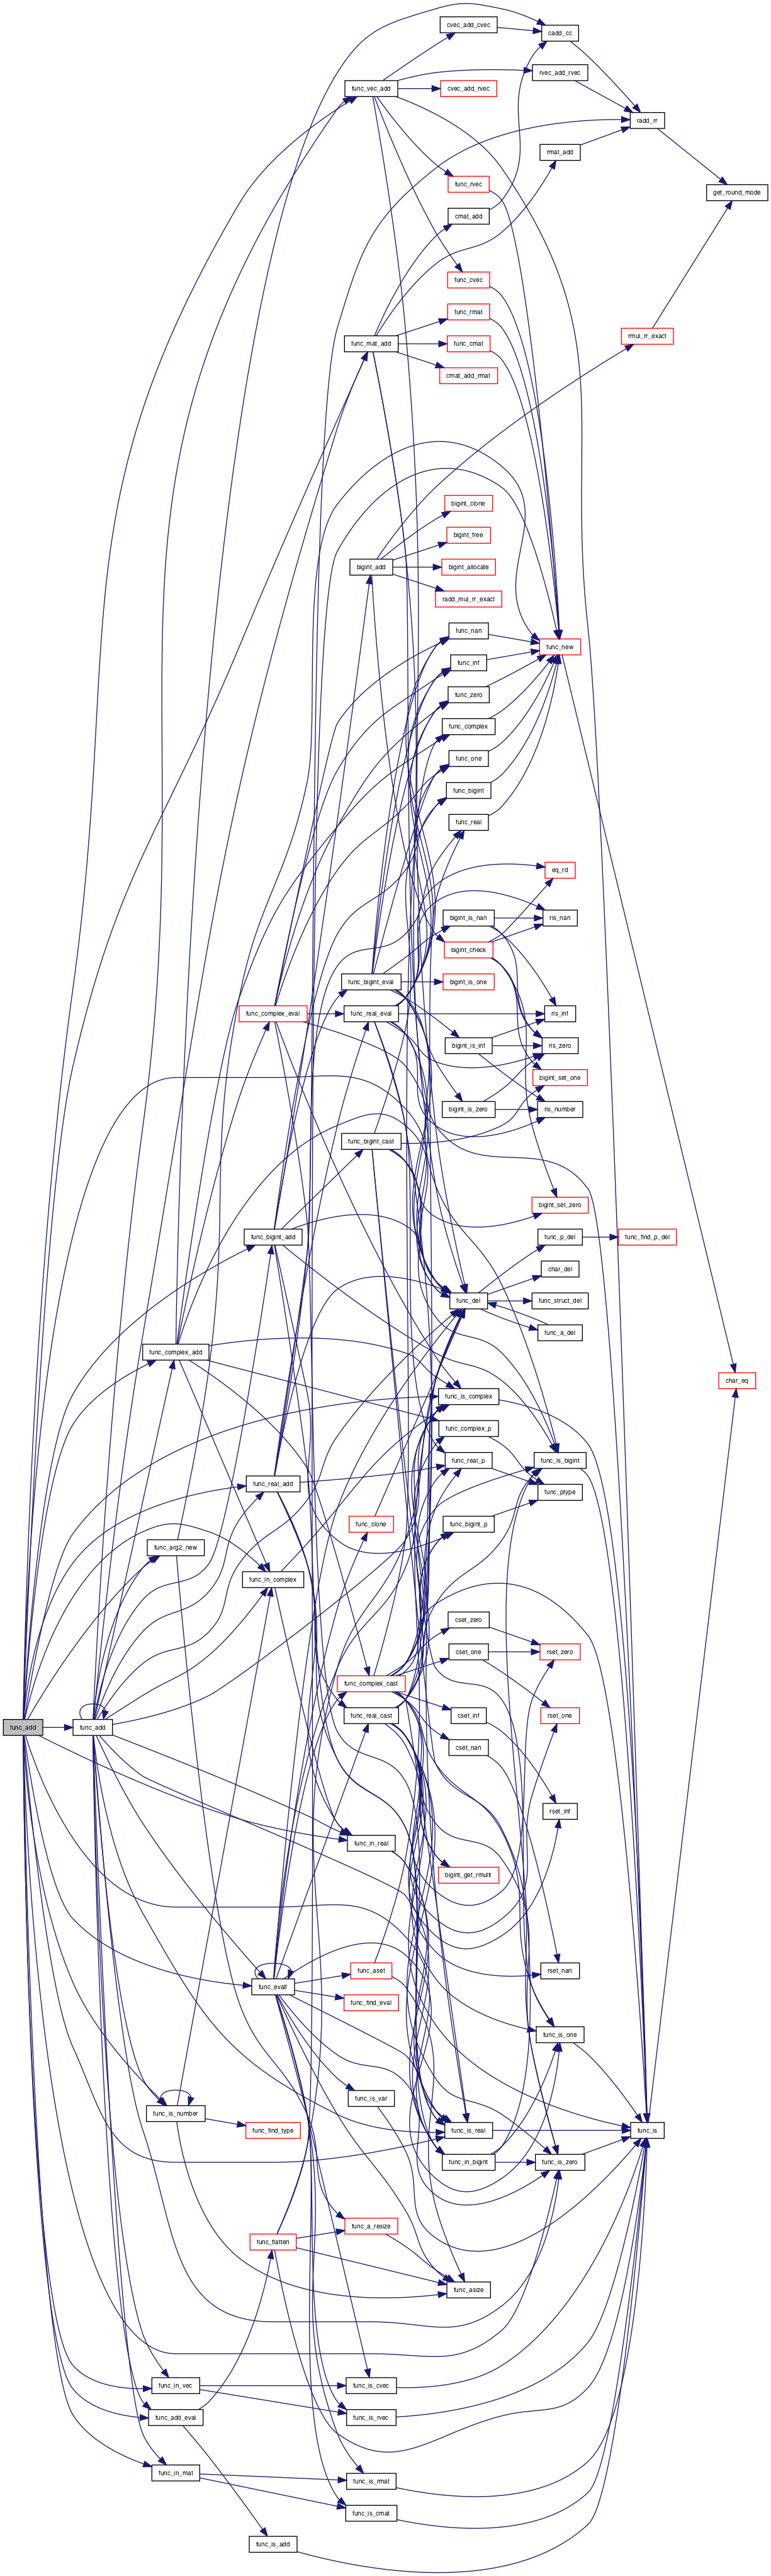 cvec_add_cvec
cadd_cc
rvec_add_rvec
func_vec_add
cvec_add_rvec
radd_rr
rmat_add
func_rvec
get_round_mode
cmat_add
func_cvec
func_rmat
rmul_rr_exact
func_mat_add
func_cmat
cmat_add_rmat
bigint_clone
bigint_free
bigint_add
bigint_allocate
radd_mul_rr_exact
func_nan
func_new
func_inf
func_zero
func_complex
func_one
func_bigint
func_real
eq_rd
bigint_is_nan
ris_nan
bigint_check
func_bigint_eval
bigint_is_one
func_complex_eval
func_real_eval
ris_inf
bigint_is_inf
ris_zero
bigint_set_one
bigint_is_zero
ris_number
func_bigint_cast
bigint_set_zero
func_bigint_add
func_p_del
func_find_p_del
char_del
func_del
func_struct_del
func_a_del
func_complex_add
char_eq
func_is_complex
func_complex_p
func_real_p
func_is_bigint
func_real_add
func_ptype
func_clone
func_bigint_p
func_arg2_new
func_in_complex
cset_zero
cset_one
rset_zero
func_complex_cast
func_real_cast
cset_inf
rset_one
func_add
func_add
cset_nan
rset_inf
func_in_real
bigint_get_rmulti
func_aset
rset_nan
func_evalf
func_find_eval
func_is_one
func_is_var
func_is_number
func_find_type
func_is_real
func_is
func_in_bigint
func_is_zero
func_a_resize
func_flatten
func_asize
func_in_vec
func_is_cvec
func_add_eval
func_is_rvec
func_in_mat
func_is_rmat
func_is_cmat
func_is_add